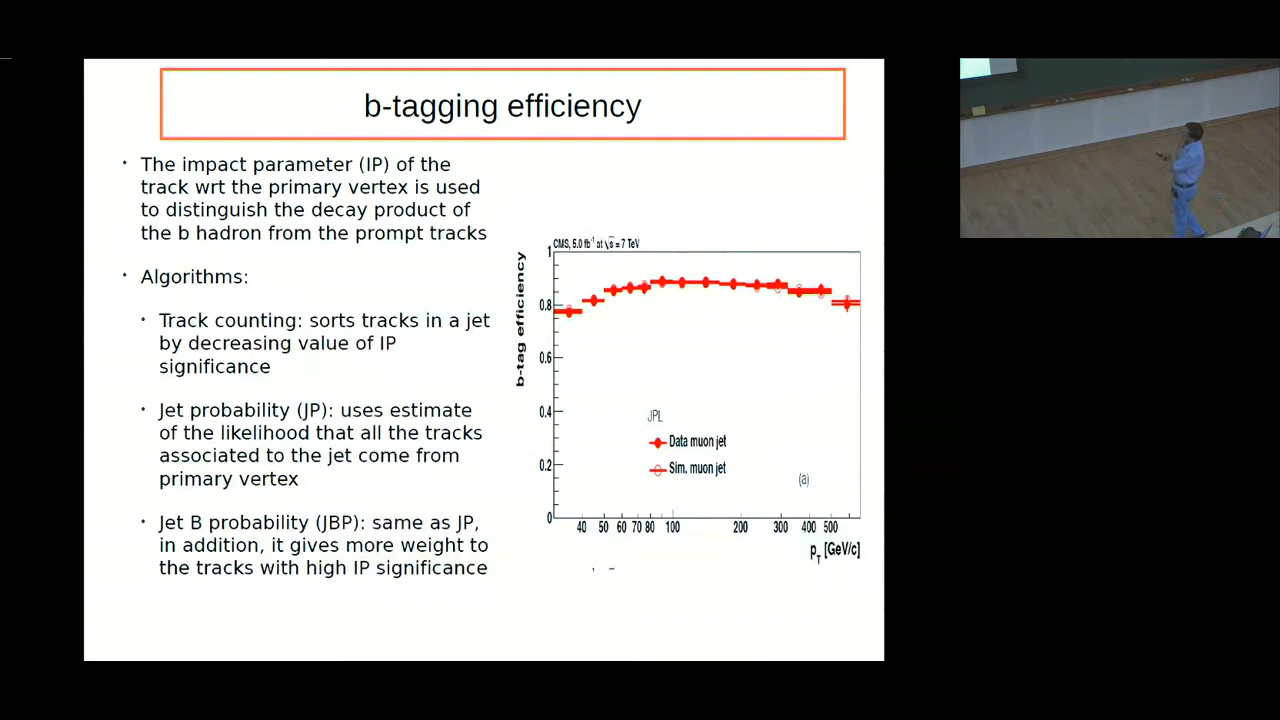 b-tagging efficiency
• The impact parameter (IP) of the
track wrt the primary vertex is used
to distinguish the decay product of
the b hadron from the prompt tracks
• Algorithms:
• Track counting: sorts tracks in a jet
by decreasing value of IP
significance
• Jet probability (JP): uses estimate
of the likelihood that all the tracks
associated to the jet come from
primary vertex
• Jet B probability (JBP): same as JP,
in addition, it gives more weight to
the tracks with high IP significance
CMS, 5.0 fb⁻¹ at √s = 7 TeV
b-tag efficiency
1
0.8
0.6
0.4
0.2
0
JPL
Data muon jet
Sim. muon jet
(a)
40 50 60 70 80 100 200 300 400 500
p_T [GeV/c]